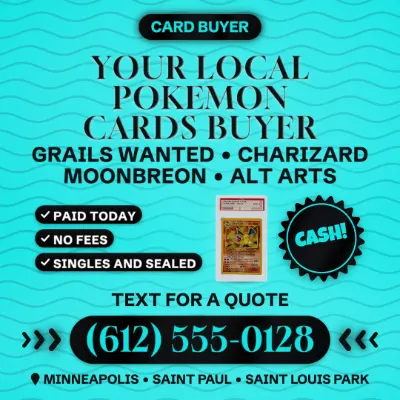 CARD BUYER
YOUR LOCAL
POKEMON
CARDS BUYER
GRAILS WANTED • CHARIZARD
MOONBREON • ALT ARTS
PAID TODAY
NO FEES
SINGLES AND SEALED
CASH!
TEXT FOR A QUOTE
(612) 555-0128
MINNEAPOLIS • SAINT PAUL • SAINT LOUIS PARK